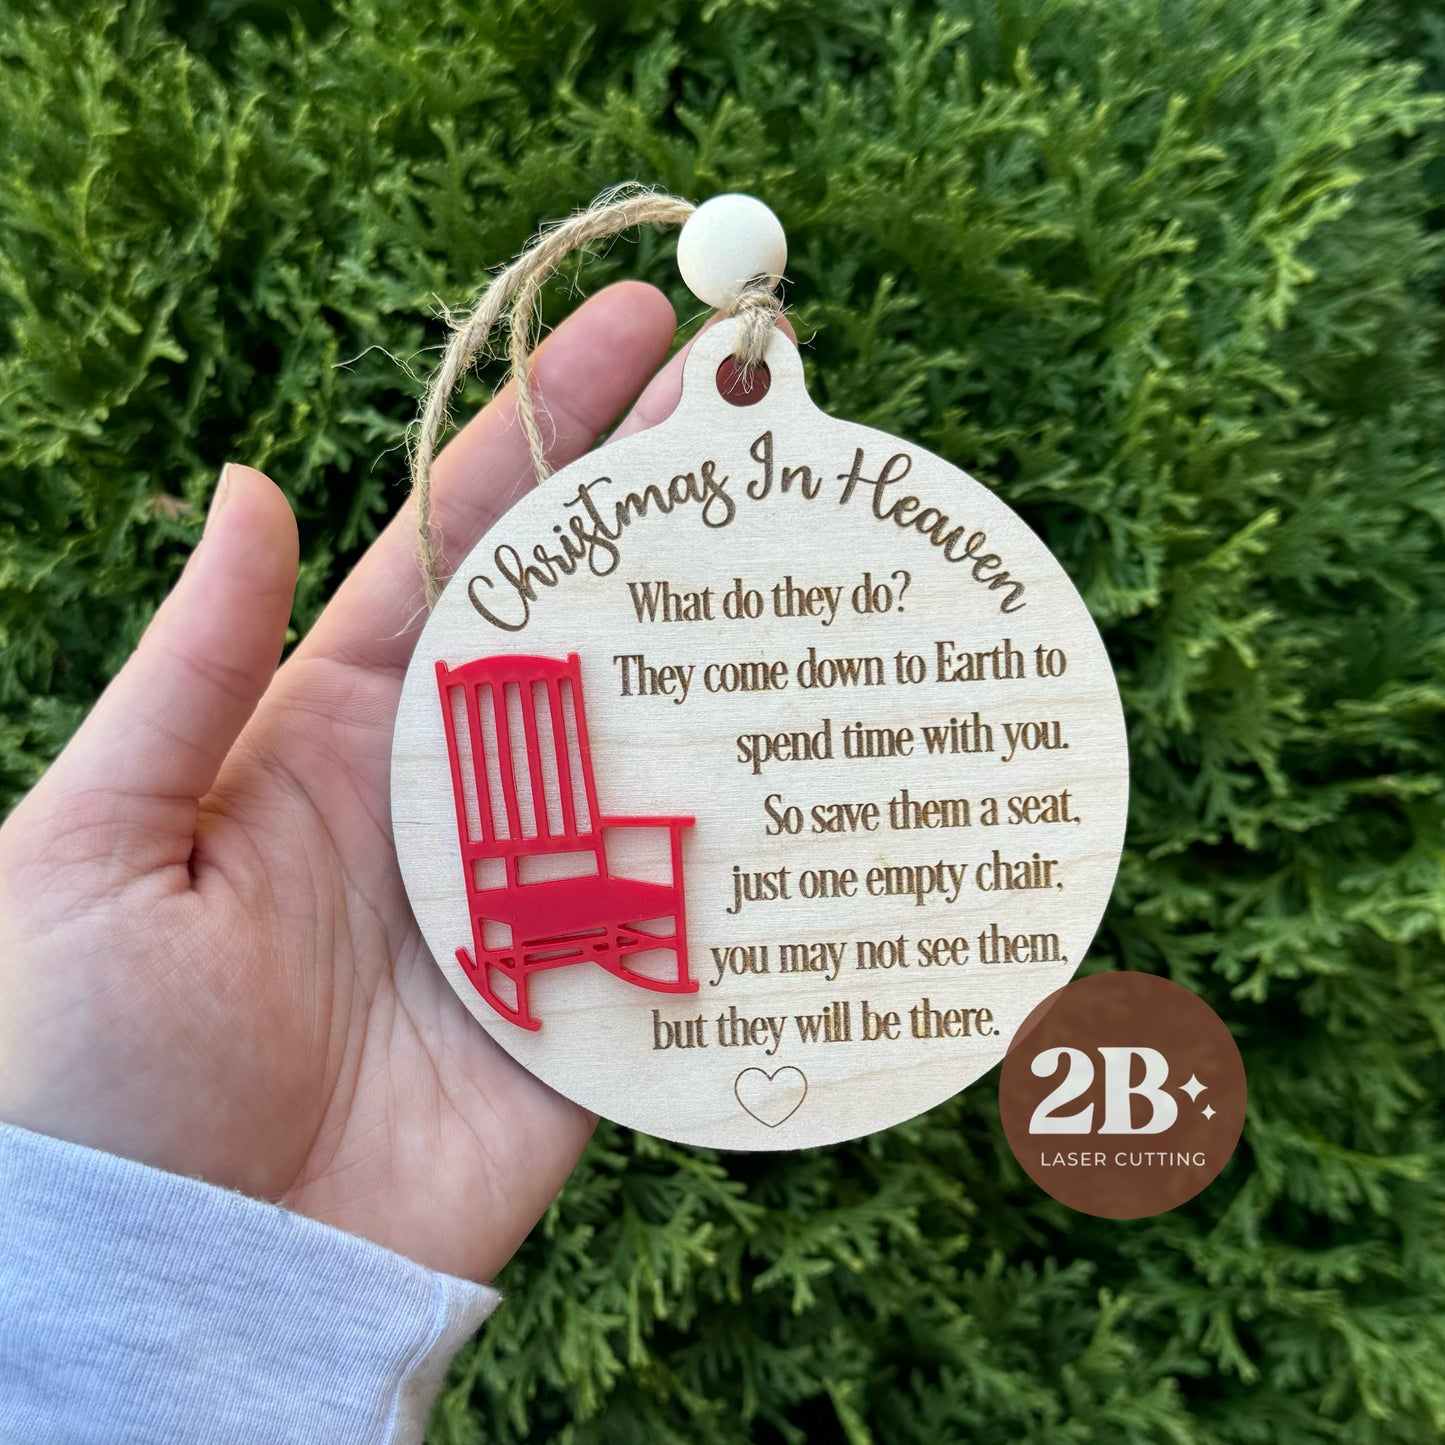 Christmas In Heaven
What do they do?
They come down to Earth to
spend time with you.
So save them a seat,
just one empty chair,
you may not see them,
but they will be there.
2B
LASER CUTTING